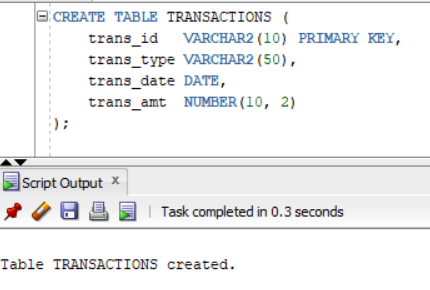 CREATE TABLE TRANSACTIONS (
trans_id VARCHAR2(10) PRIMARY KEY,
trans_type VARCHAR2(50),
trans_date DATE,
trans_amt NUMBER(10, 2)
);
Script Output x
Task completed in 0.3 seconds
Table TRANSACTIONS created.